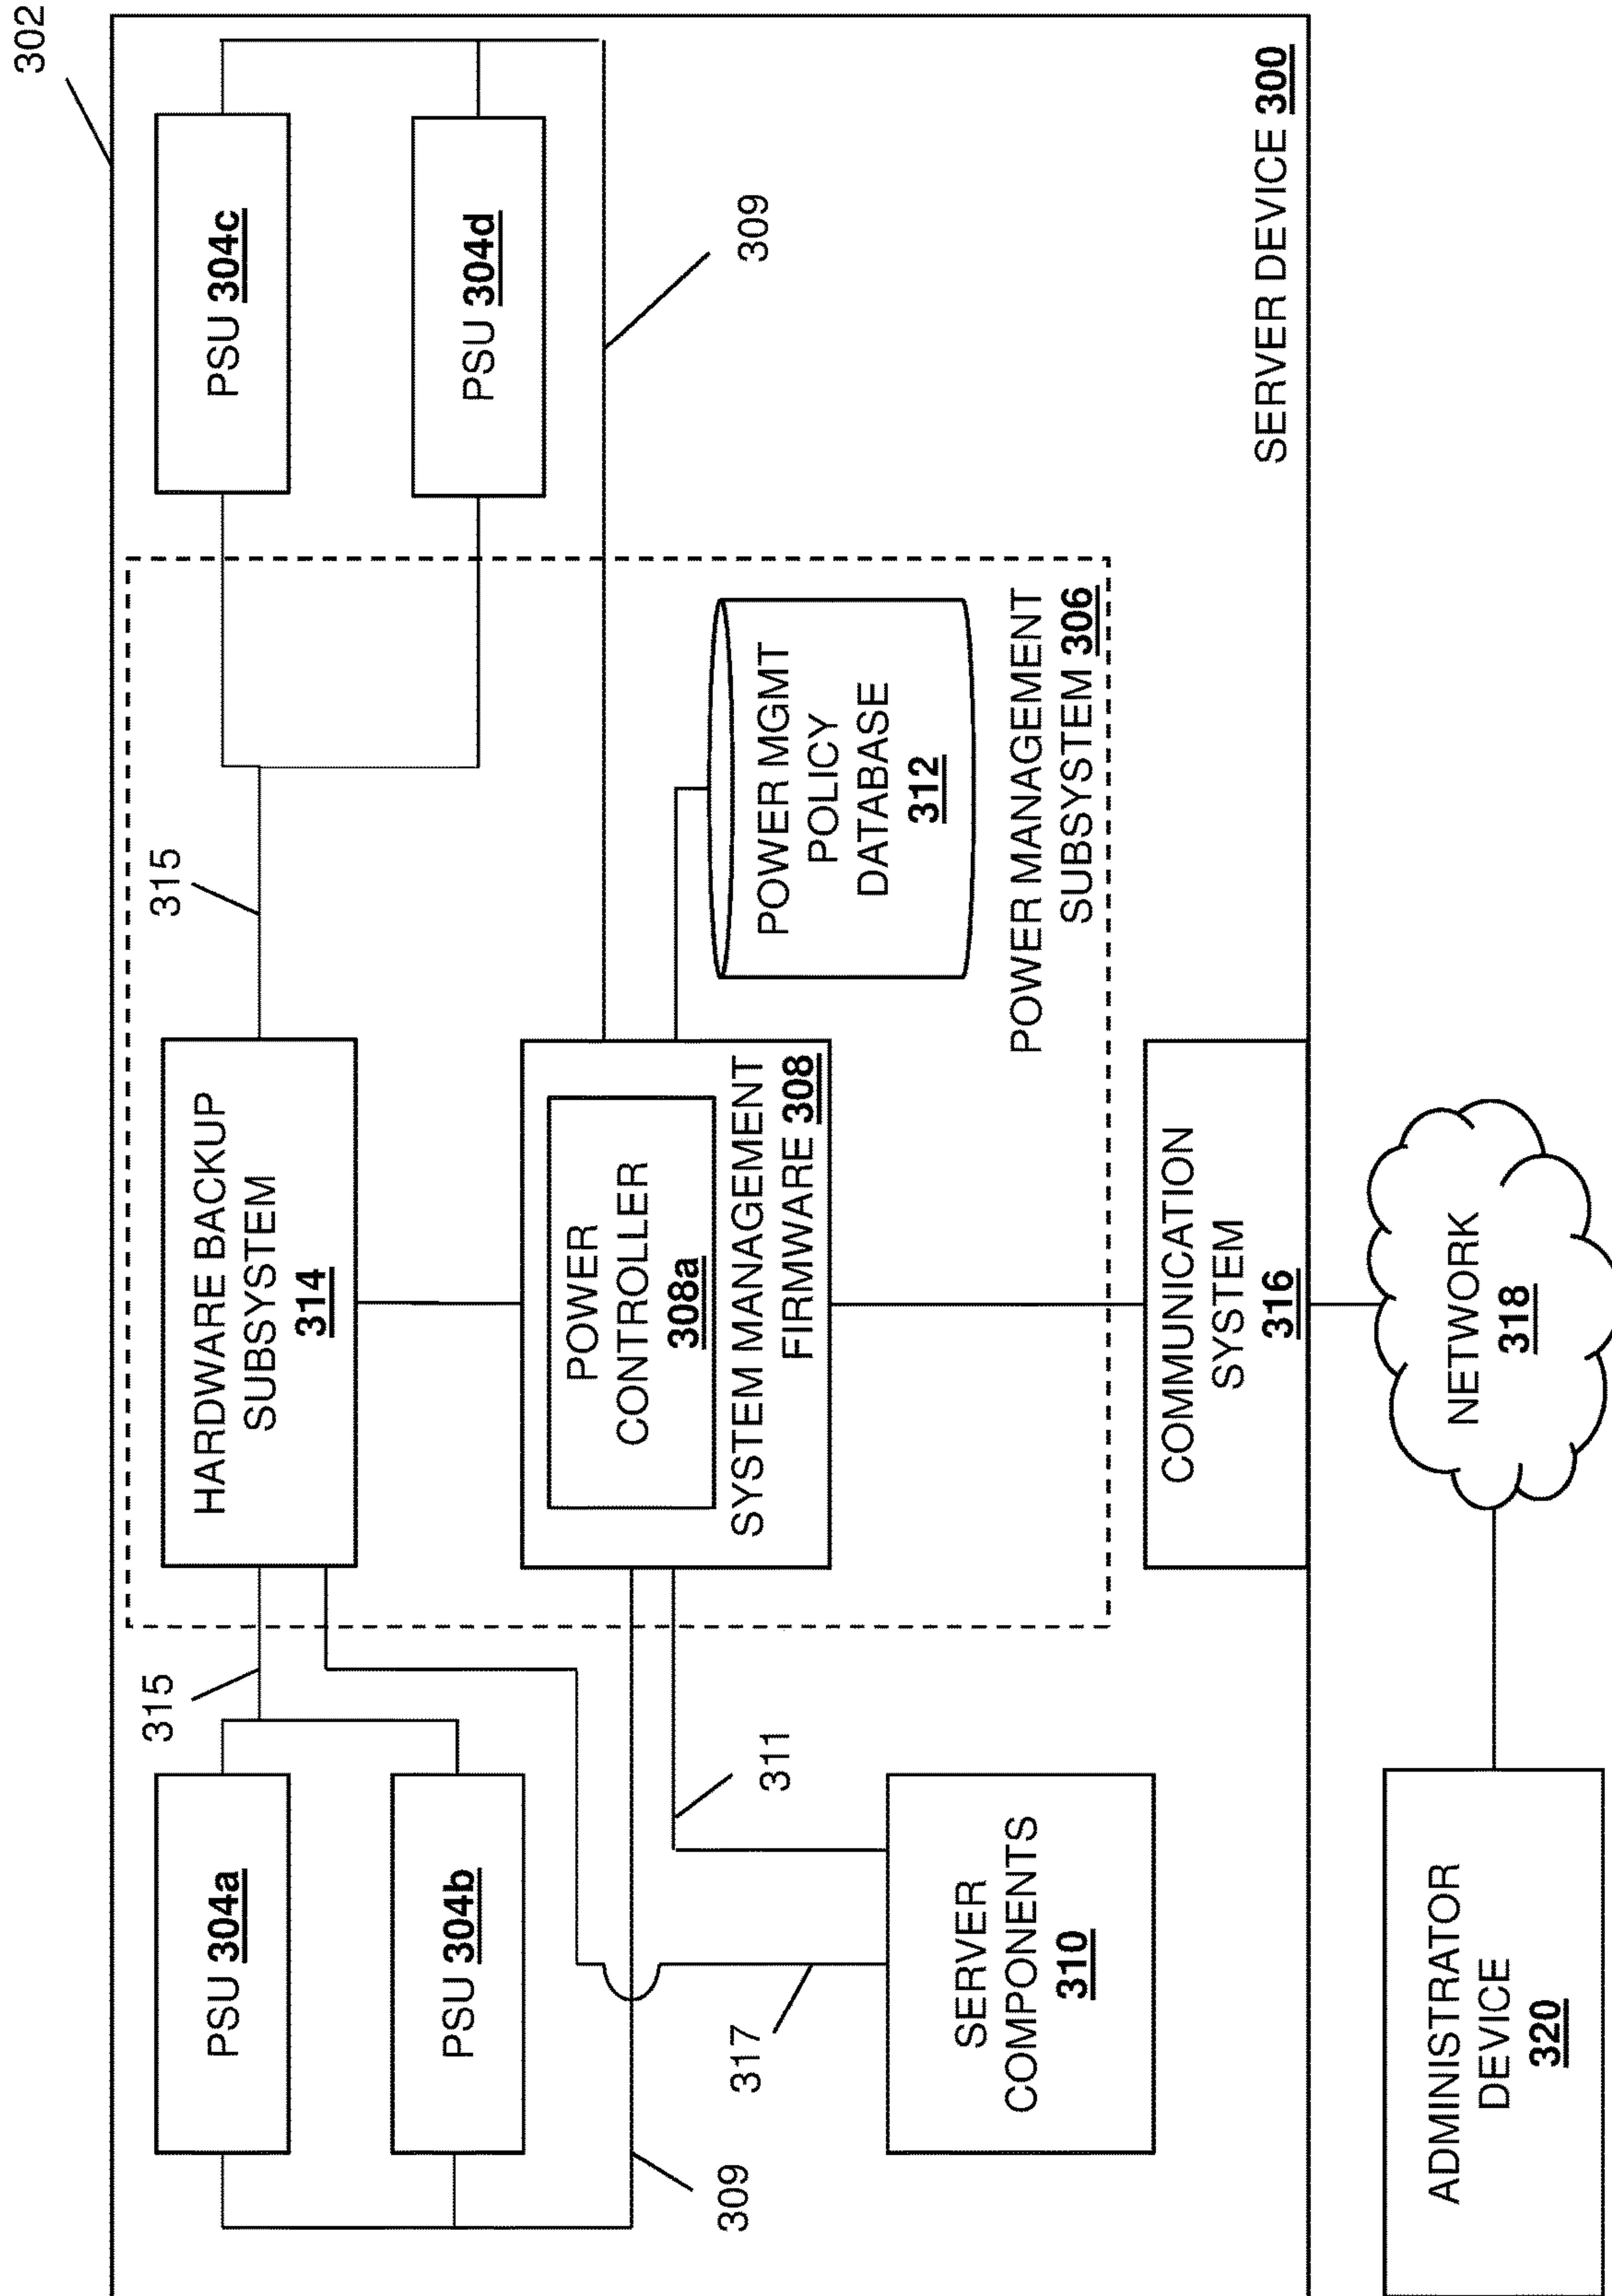 302
PSU 304a
PSU 304b
315
HARDWARE BACKUP
SUBSYSTEM
314
315
PSU 304c
PSU 304d
309
317
311
POWER
CONTROLLER
308a
SYSTEM MANAGEMENT
FIRMWARE 308
POWER MGMT
POLICY
DATABASE
312
309
SERVER
COMPONENTS
310
POWER MANAGEMENT
SUBSYSTEM 306
COMMUNICATION
SYSTEM
316
SERVER DEVICE 300
ADMINISTRATOR
DEVICE
320
NETWORK
318